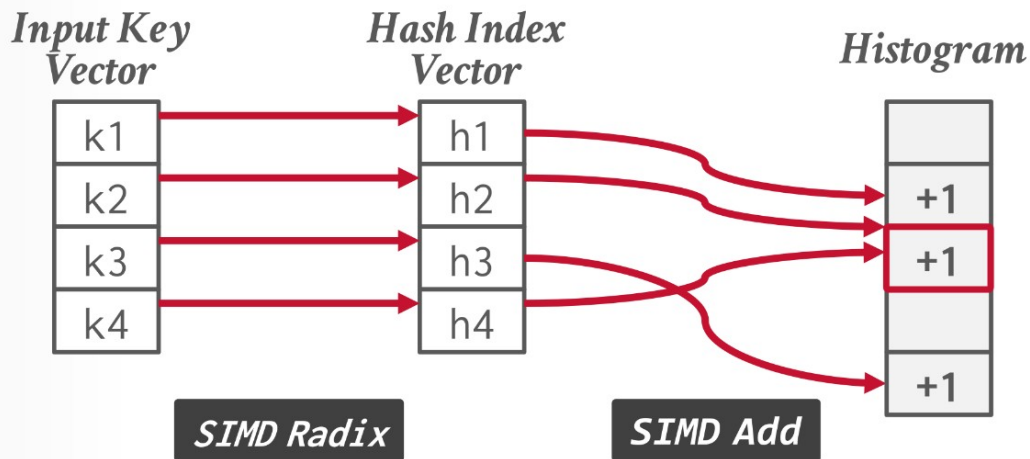 Input Key
Vector
Hash Index
Vector
Histogram
k1
k2
k3
k4
h1
h2
h3
h4
+1
+1
+1
SIMD Radix
SIMD Add